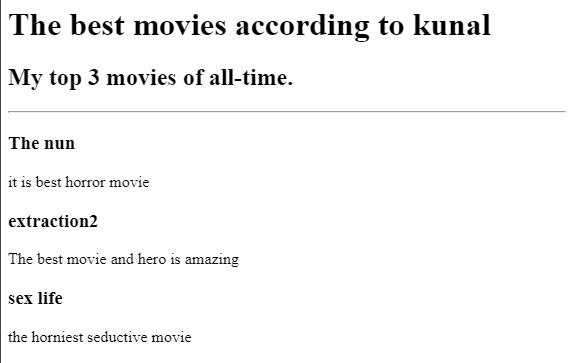 The best movies according to kunal
My top 3 movies of all-time.
The nun
it is best horror movie
extraction2
The best movie and hero is amazing
sex life
the horniest seductive movie